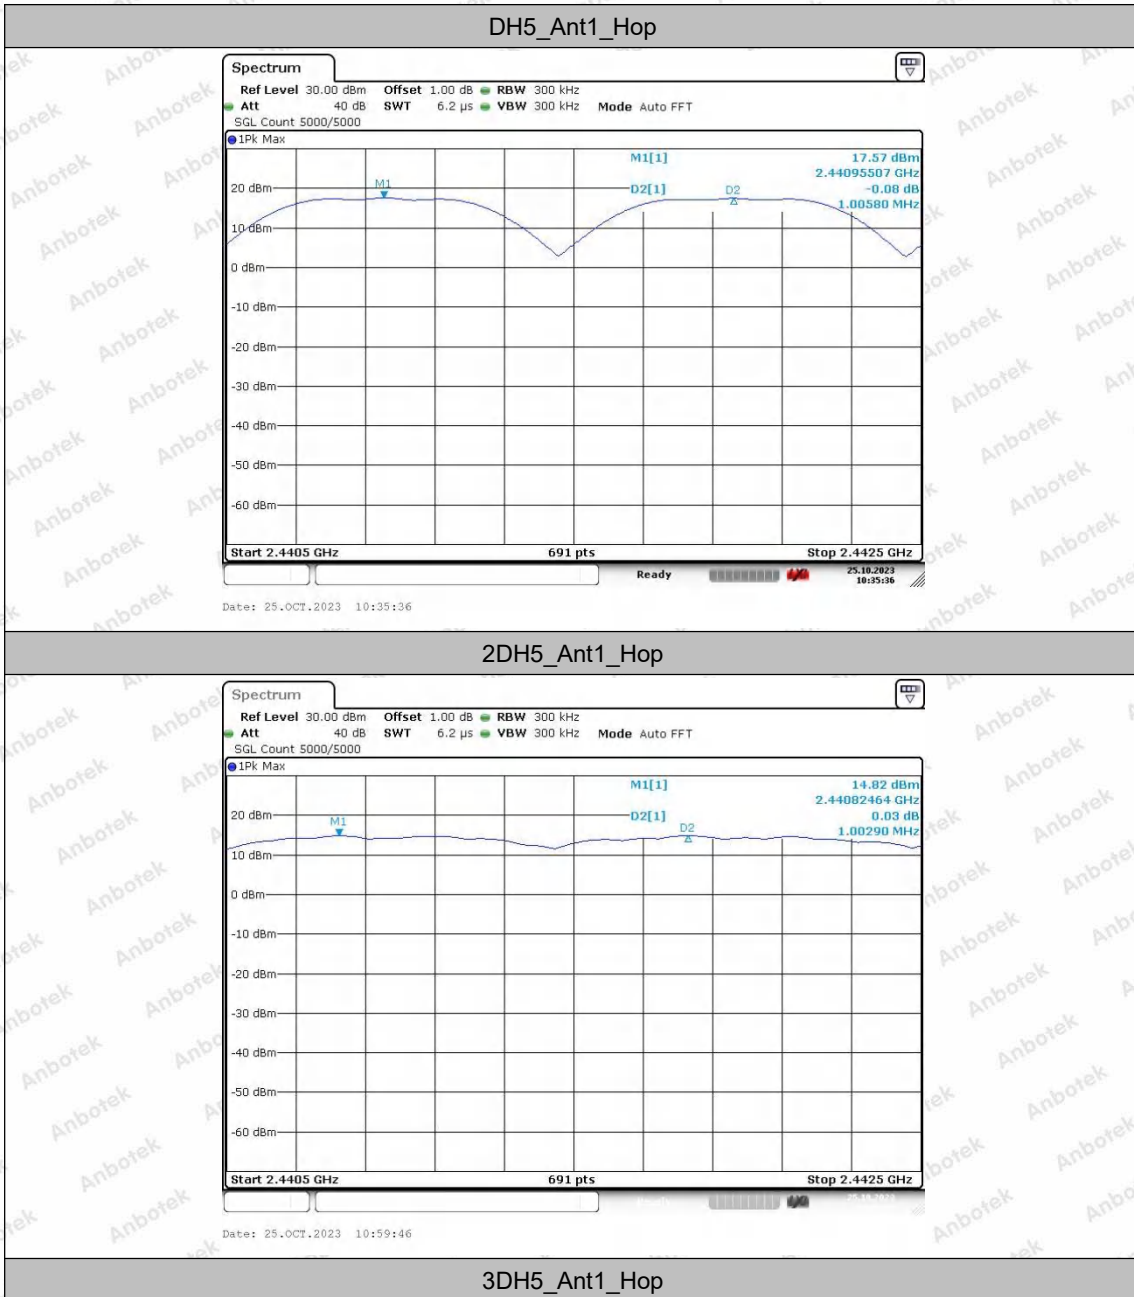 DH5_Ant1_Hop
Spectrum
Ref Level 30.00 dBm Offset 1.00 dB RBW 300 kHz
Att 40 dB SWT 6.2 µs VBW 300 kHz Mode Auto FFT
SGL Count 5000/5000
1Pk Max
M1[1] 17.57 dBm
2.44095507 GHz
D2[1] -0.08 dB
1.00580 MHz
M1
D2
20 dBm
10 dBm
0 dBm
-10 dBm
-20 dBm
-30 dBm
-40 dBm
-50 dBm
-60 dBm
Start 2.4405 GHz 691 pts Stop 2.4425 GHz
Ready 25.10.2023
10:35:36
Date: 25.OCT.2023 10:35:36
2DH5_Ant1_Hop
Spectrum
Ref Level 30.00 dBm Offset 1.00 dB RBW 300 kHz
Att 40 dB SWT 6.2 µs VBW 300 kHz Mode Auto FFT
SGL Count 5000/5000
1Pk Max
M1[1] 14.82 dBm
2.44082464 GHz
D2[1] 0.03 dB
1.00290 MHz
M1
D2
20 dBm
10 dBm
0 dBm
-10 dBm
-20 dBm
-30 dBm
-40 dBm
-50 dBm
-60 dBm
Start 2.4405 GHz 691 pts Stop 2.4425 GHz
Date: 25.OCT.2023 10:59:46
3DH5_Ant1_Hop